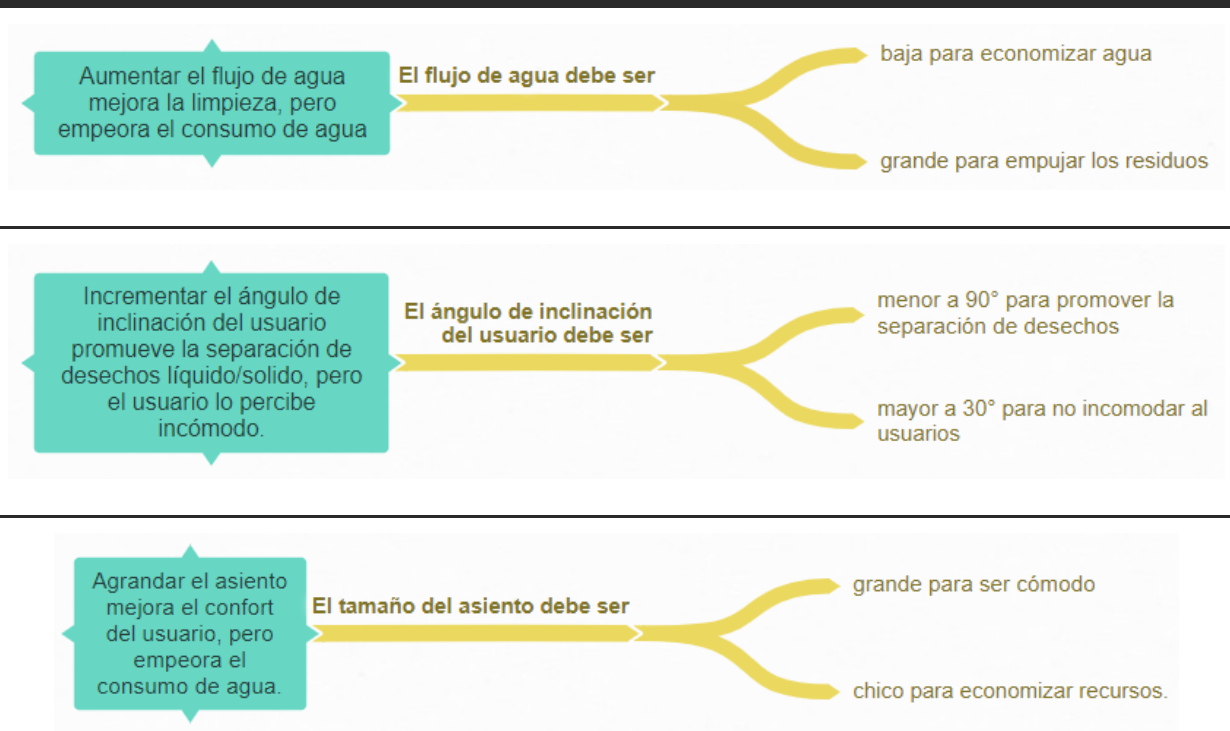 Aumentar el flujo de agua
mejora la limpieza, pero
empeora el consumo de agua
El flujo de agua debe ser
baja para economizar agua
grande para empujar los residuos
Incrementar el ángulo de
inclinación del usuario
promueve la separación de
desechos líquido/solido, pero
el usuario lo percibe
incómodo.
El ángulo de inclinación
del usuario debe ser
menor a 90° para promover la
separación de desechos
mayor a 30° para no incomodar al
usuarios
Agrandar el asiento
mejora el confort
del usuario, pero
empeora el
consumo de agua.
El tamaño del asiento debe ser
grande para ser cómodo
chico para economizar recursos.